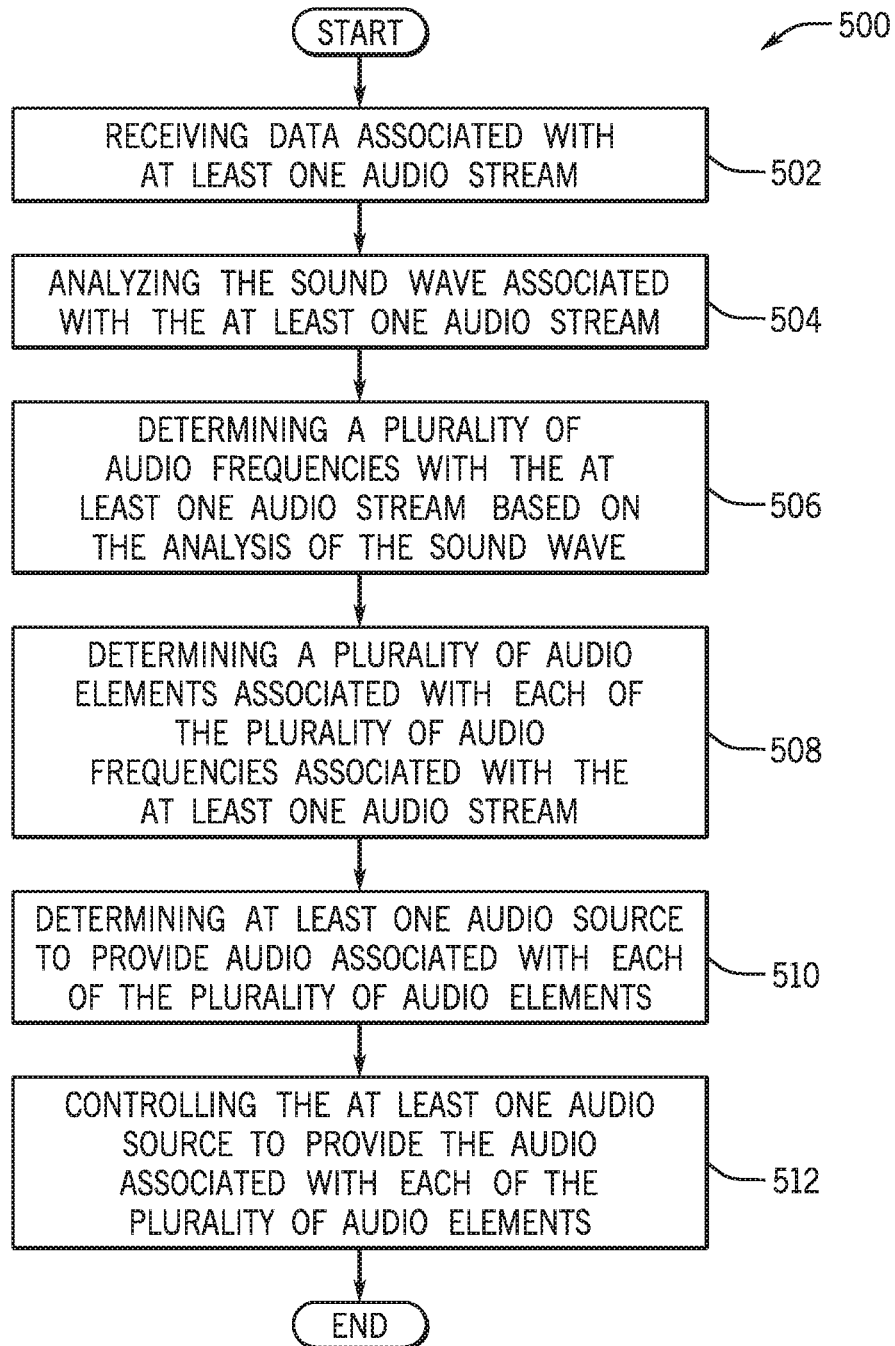 START
500
RECEIVING DATA ASSOCIATED WITH
AT LEAST ONE AUDIO STREAM
502
ANALYZING THE SOUND WAVE ASSOCIATED
WITH THE AT LEAST ONE AUDIO STREAM
504
DETERMINING A PLURALITY OF
AUDIO FREQUENCIES WITH THE AT
LEAST ONE AUDIO STREAM BASED ON
THE ANALYSIS OF THE SOUND WAVE
506
DETERMINING A PLURALITY OF AUDIO
ELEMENTS ASSOCIATED WITH EACH OF
THE PLURALITY OF AUDIO
FREQUENCIES ASSOCIATED WITH THE
AT LEAST ONE AUDIO STREAM
508
DETERMINING AT LEAST ONE AUDIO SOURCE
TO PROVIDE AUDIO ASSOCIATED WITH EACH
OF THE PLURALITY OF AUDIO ELEMENTS
510
CONTROLLING THE AT LEAST ONE AUDIO
SOURCE TO PROVIDE THE AUDIO
ASSOCIATED WITH EACH OF THE
PLURALITY OF AUDIO ELEMENTS
512
END